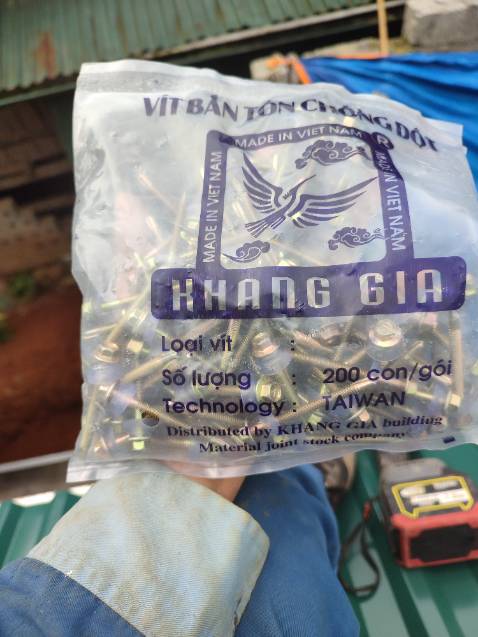 VÍT BẮN TÔN CHỐNG DỘT
MADE IN VIET NAM ®
MADE IN VIET NAM
MADE IN VIET NAM
KHANG GIA
Loại vít :
Số lượng : 200 con/gói
Technology : TAIWAN
Distributed by KHANG GIA building
Material joint stock company